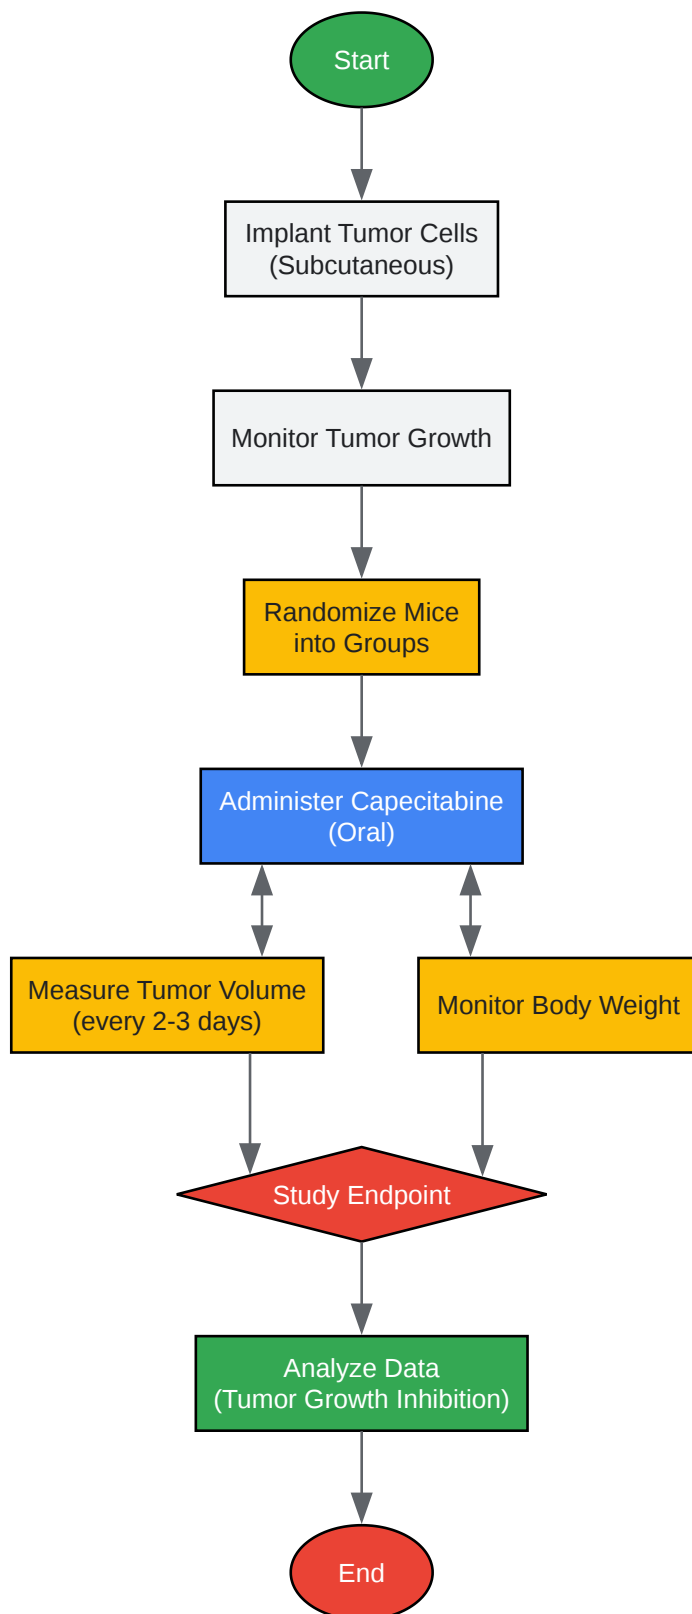 Start
Implant Tumor Cells
(Subcutaneous)
Monitor Tumor Growth
Randomize Mice
into Groups
Administer Capecitabine
(Oral)
Measure Tumor Volume
(every 2-3 days)
Monitor Body Weight
Study Endpoint
Analyze Data
(Tumor Growth Inhibition)
End